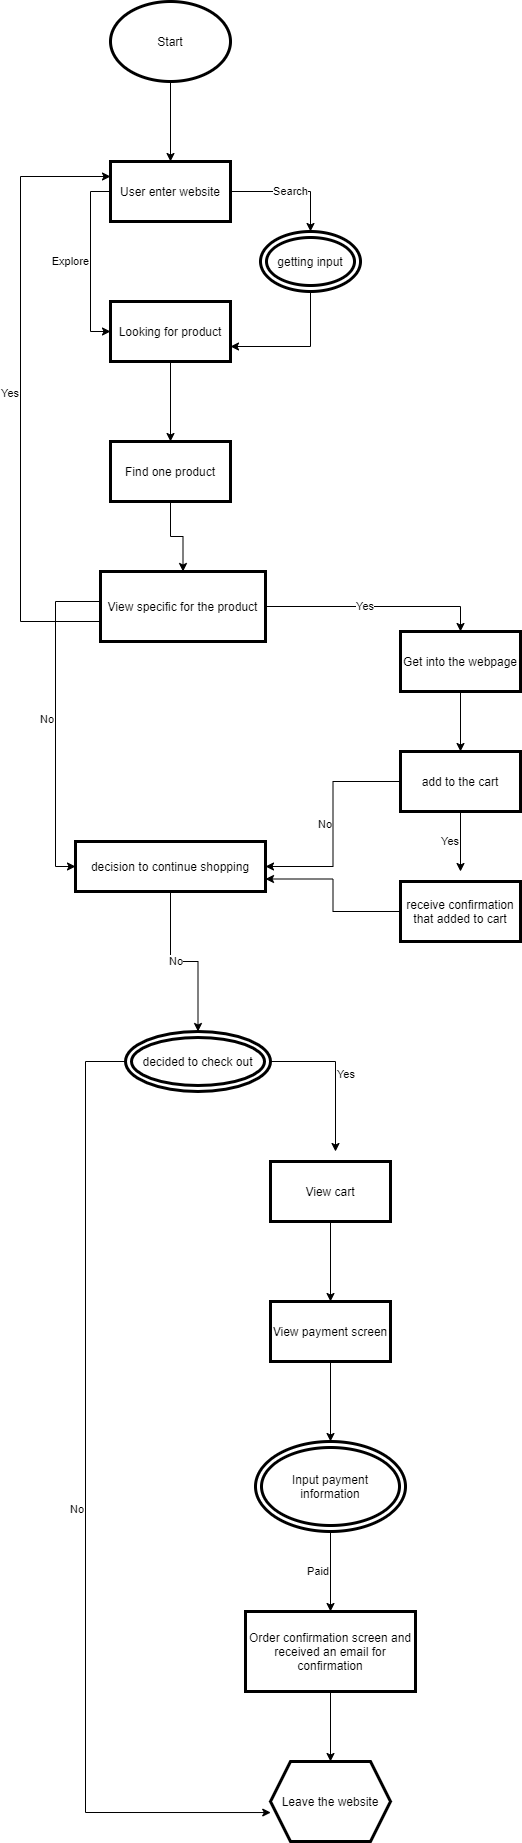 Start
User enter website
Search
getting input
Explore
Looking for product
Yes
Find one product
View specific for the product
Yes
Get into the webpage
No
add to the cart
No
Yes
decision to continue shopping
receive confirmation
that added to cart
No
decided to check out
Yes
View cart
View payment screen
Input payment
information
No
Paid
Order confirmation screen and
received an email for
confirmation
Leave the website